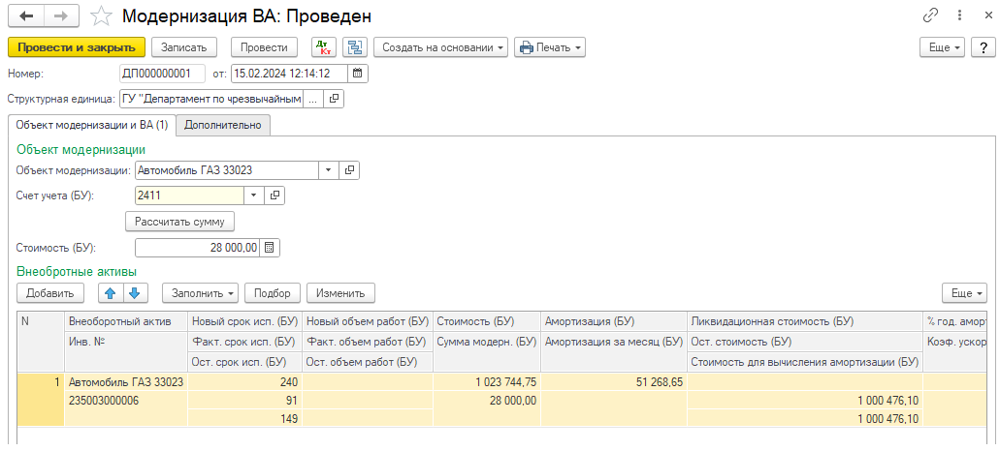 Модернизация ВА: Проведен
Провести и закрыть Записать Провести Дт Кт Создать на основании Печать Еще ?
Номер: ДП000000001 от: 15.02.2024 12:14:12
Структурная единица: ГУ "Департамент по чрезвычайным ...
Объект модернизации и ВА (1) Дополнительно
Объект модернизации
Объект модернизации: Автомобиль ГАЗ 33023
Счет учета (БУ): 2411
Рассчитать сумму
Стоимость (БУ): 28 000,00
Внеоборотные активы
Добавить Заполнить Подбор Изменить Еще
N Внеоборотный актив Новый срок исп. (БУ) Новый объем работ (БУ) Стоимость (БУ) Амортизация (БУ) Ликвидационная стоимость (БУ) % год. аморт
Инв. № Факт. срок исп. (БУ) Факт. объем работ (БУ) Сумма модерн. (БУ) Амортизация за месяц (БУ) Ост. стоимость (БУ) Коэф. ускор
Ост. срок исп. (БУ) Ост. объем работ (БУ) Стоимость для вычисления амортизации (БУ)
1 Автомобиль ГАЗ 33023 240 1 023 744,75 51 268,65
235003000006 91 28 000,00 1 000 476,10
149 1 000 476,10